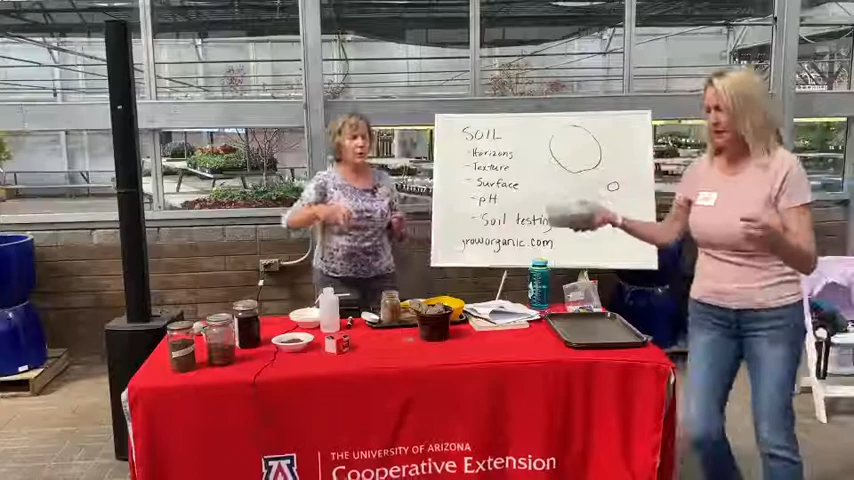 SOIL
- Horizons
- Texture
- Surface
- pH
- Soil testing
groworganic.com
THE UNIVERSITY OF ARIZONA
Cooperative Extension
A